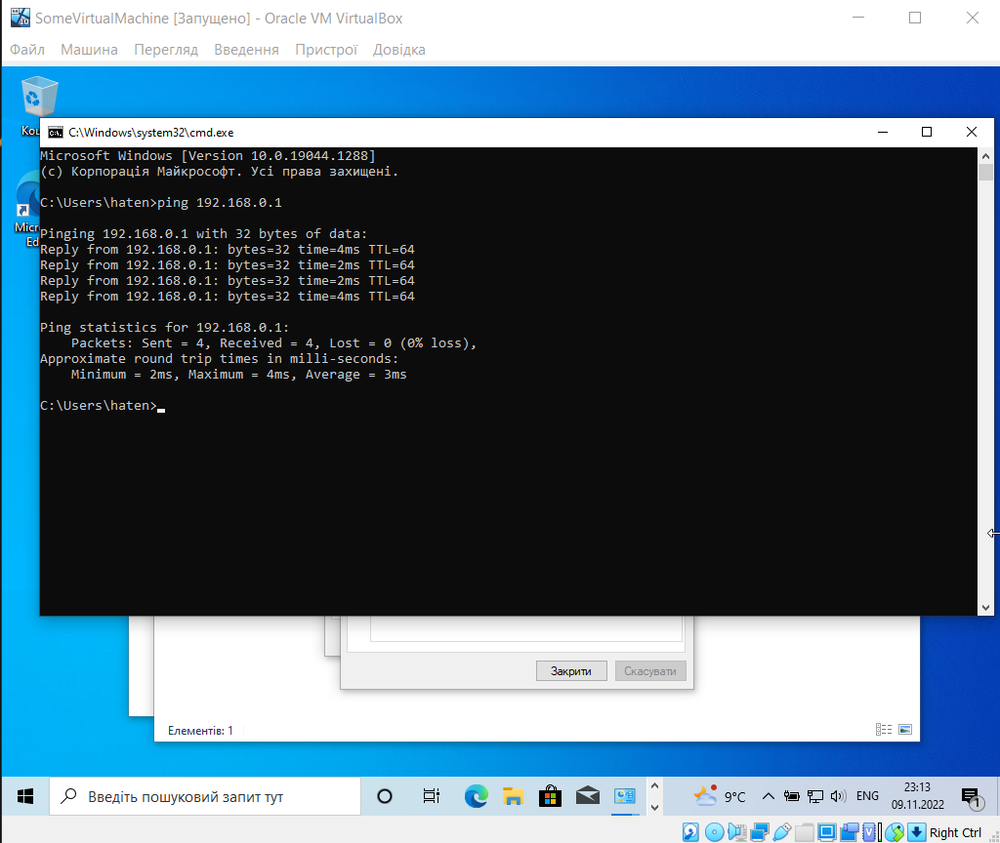 SomeVirtualMachine [Запущено] - Oracle VM VirtualBox
Файл Машина Перегляд Введення Пристрої Довідка
C:\Windows\system32\cmd.exe
Microsoft Windows [Version 10.0.19044.1288]
(c) Корпорація Майкрософт. Усі права захищені.
C:\Users\haten>ping 192.168.0.1
Pinging 192.168.0.1 with 32 bytes of data:
Reply from 192.168.0.1: bytes=32 time=4ms TTL=64
Reply from 192.168.0.1: bytes=32 time=2ms TTL=64
Reply from 192.168.0.1: bytes=32 time=2ms TTL=64
Reply from 192.168.0.1: bytes=32 time=4ms TTL=64
Ping statistics for 192.168.0.1:
Packets: Sent = 4, Received = 4, Lost = 0 (0% loss),
Approximate round trip times in milli-seconds:
Minimum = 2ms, Maximum = 4ms, Average = 3ms
C:\Users\haten>
Закрити Скасувати
Елементів: 1
Введіть пошуковий запит тут
9°C
ENG
23:13
09.11.2022
1
Right Ctrl